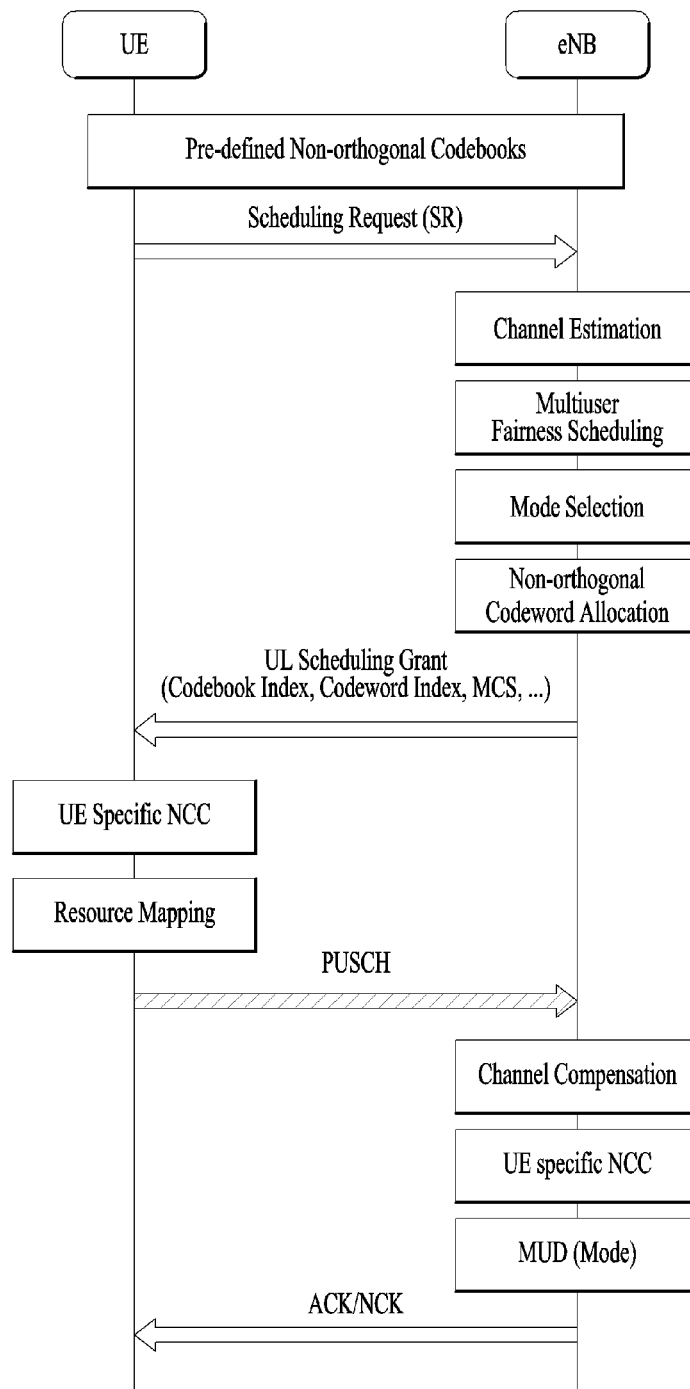 UE
eNB
Pre-defined Non-orthogonal Codebooks
Scheduling Request (SR)
Channel Estimation
Multiuser
Fairness Scheduling
Mode Selection
Non-orthogonal
Codeword Allocation
UL Scheduling Grant
(Codebook Index, Codeword Index, MCS, ...)
UE Specific NCC
Resource Mapping
PUSCH
Channel Compensation
UE specific NCC
MUD (Mode)
ACK/NCK